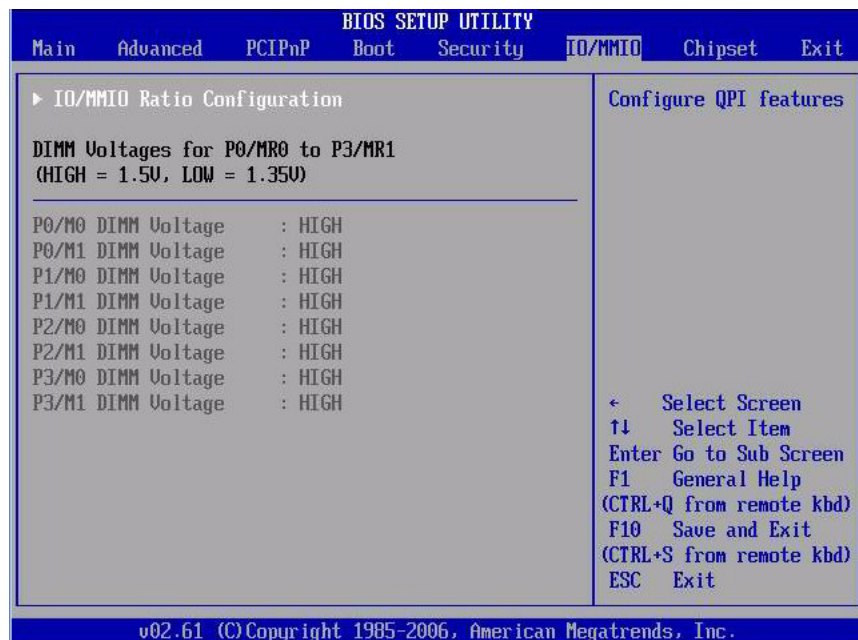 BIOS SETUP UTILITY
Main Advanced PCIPnP Boot Security IO/MMIO Chipset Exit
▶ IO/MMIO Ratio Configuration
DIMM Voltages for P0/MR0 to P3/MR1
(HIGH = 1.5V, LOW = 1.35V)
P0/M0 DIMM Voltage : HIGH
P0/M1 DIMM Voltage : HIGH
P1/M0 DIMM Voltage : HIGH
P1/M1 DIMM Voltage : HIGH
P2/M0 DIMM Voltage : HIGH
P2/M1 DIMM Voltage : HIGH
P3/M0 DIMM Voltage : HIGH
P3/M1 DIMM Voltage : HIGH
Configure QPI features
← Select Screen
↑↓ Select Item
Enter Go to Sub Screen
F1 General Help
(CTRL+Q from remote kbd)
F10 Save and Exit
(CTRL+S from remote kbd)
ESC Exit
v02.61 (C)Copyright 1985-2006, American Megatrends, Inc.